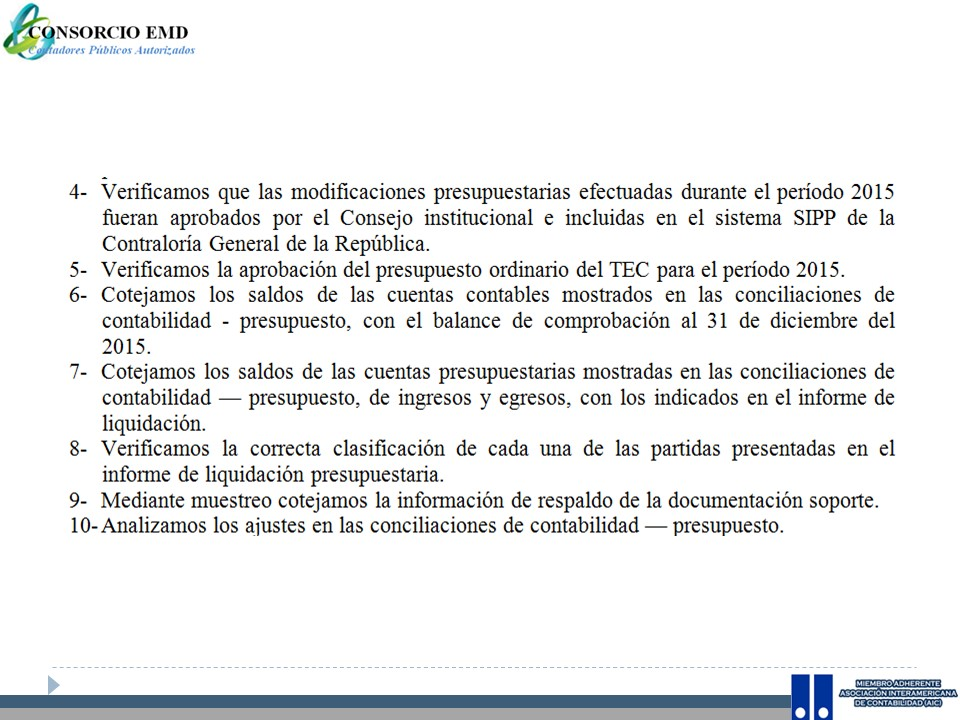 CONSORCIO EMD
Contadores Públicos Autorizados
4- Verificamos que las modificaciones presupuestarias efectuadas durante el período 2015
fueran aprobados por el Consejo institucional e incluidas en el sistema SIPP de la
Contraloría General de la República.
5- Verificamos la aprobación del presupuesto ordinario del TEC para el período 2015.
6- Cotejamos los saldos de las cuentas contables mostrados en las conciliaciones de
contabilidad - presupuesto, con el balance de comprobación al 31 de diciembre del
2015.
7- Cotejamos los saldos de las cuentas presupuestarias mostradas en las conciliaciones de
contabilidad — presupuesto, de ingresos y egresos, con los indicados en el informe de
liquidación.
8- Verificamos la correcta clasificación de cada una de las partidas presentadas en el
informe de liquidación presupuestaria.
9- Mediante muestreo cotejamos la información de respaldo de la documentación soporte.
10- Analizamos los ajustes en las conciliaciones de contabilidad — presupuesto.
MIEMBRO ADHERENTE
ASOCIACIÓN INTERAMERICANA
DE CONTABILIDAD (AIC)